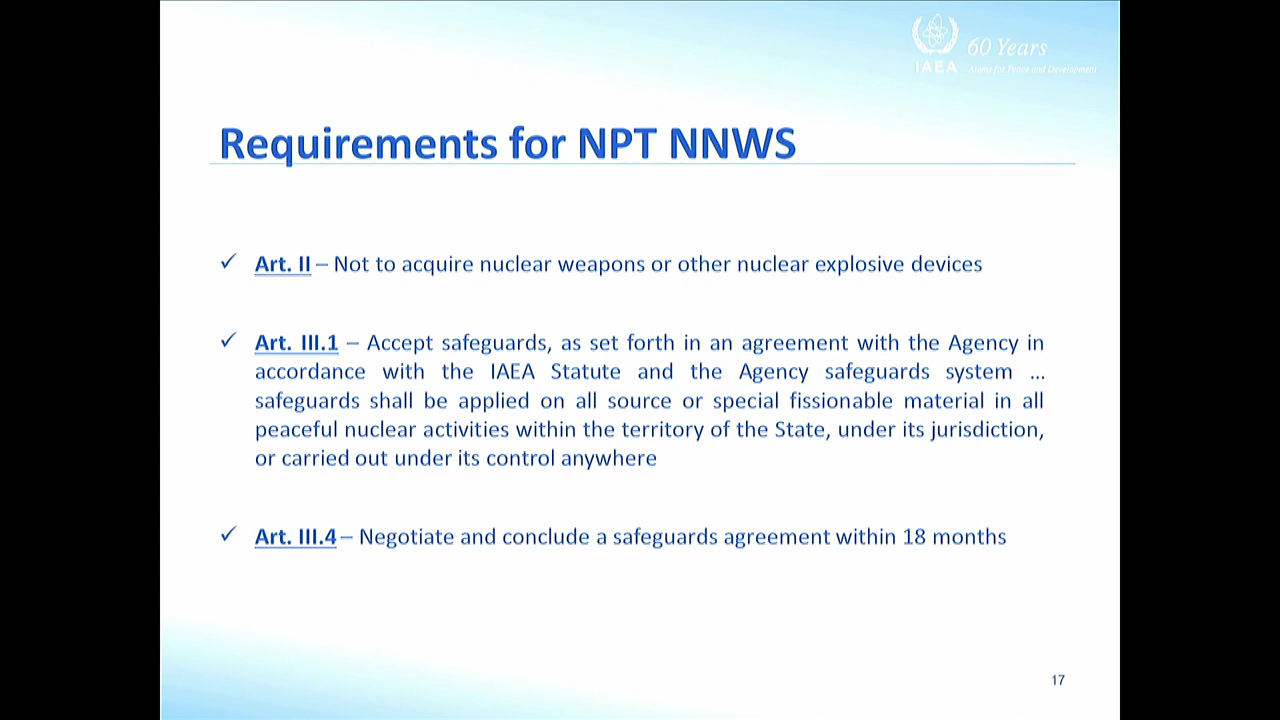 60 Years
IAEA
Atoms for Peace and Development
Requirements for NPT NNWS
✓ Art. II – Not to acquire nuclear weapons or other nuclear explosive devices
✓ Art. III.1 – Accept safeguards, as set forth in an agreement with the Agency in
accordance with the IAEA Statute and the Agency safeguards system …
safeguards shall be applied on all source or special fissionable material in all
peaceful nuclear activities within the territory of the State, under its jurisdiction,
or carried out under its control anywhere
✓ Art. III.4 – Negotiate and conclude a safeguards agreement within 18 months
17